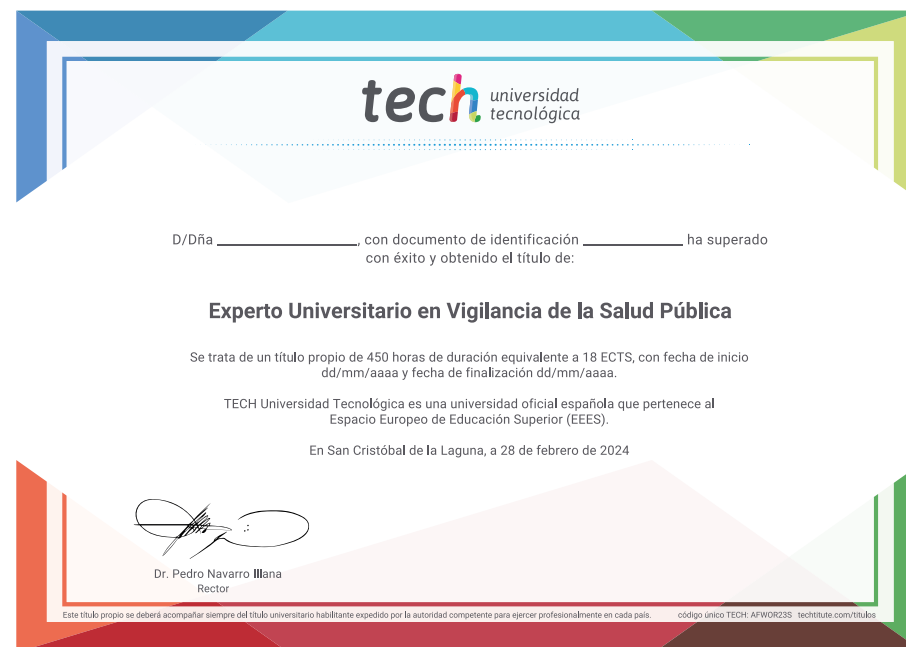 tech universidad
tecnológica
D/Dña ________________, con documento de identificación ____________ ha superado
con éxito y obtenido el título de:
Experto Universitario en Vigilancia de la Salud Pública
Se trata de un título propio de 450 horas de duración equivalente a 18 ECTS, con fecha de inicio
dd/mm/aaaa y fecha de finalización dd/mm/aaaa.
TECH Universidad Tecnológica es una universidad oficial española que pertenece al
Espacio Europeo de Educación Superior (EEES).
En San Cristóbal de la Laguna, a 28 de febrero de 2024
Dr. Pedro Navarro Illana
Rector
Este título propio se deberá acompañar siempre del título universitario habilitante expedido por la autoridad competente para ejercer profesionalmente en cada país. código único TECH: AFWOR23S techtitute.com/titulos